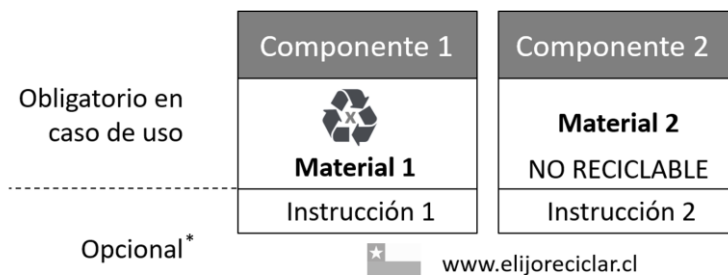 Componente 1
Componente 2
Obligatorio en
caso de uso
X
Material 1
Material 2
NO RECICLABLE
Instrucción 1
Instrucción 2
Opcional*
www.elijoreciclar.cl